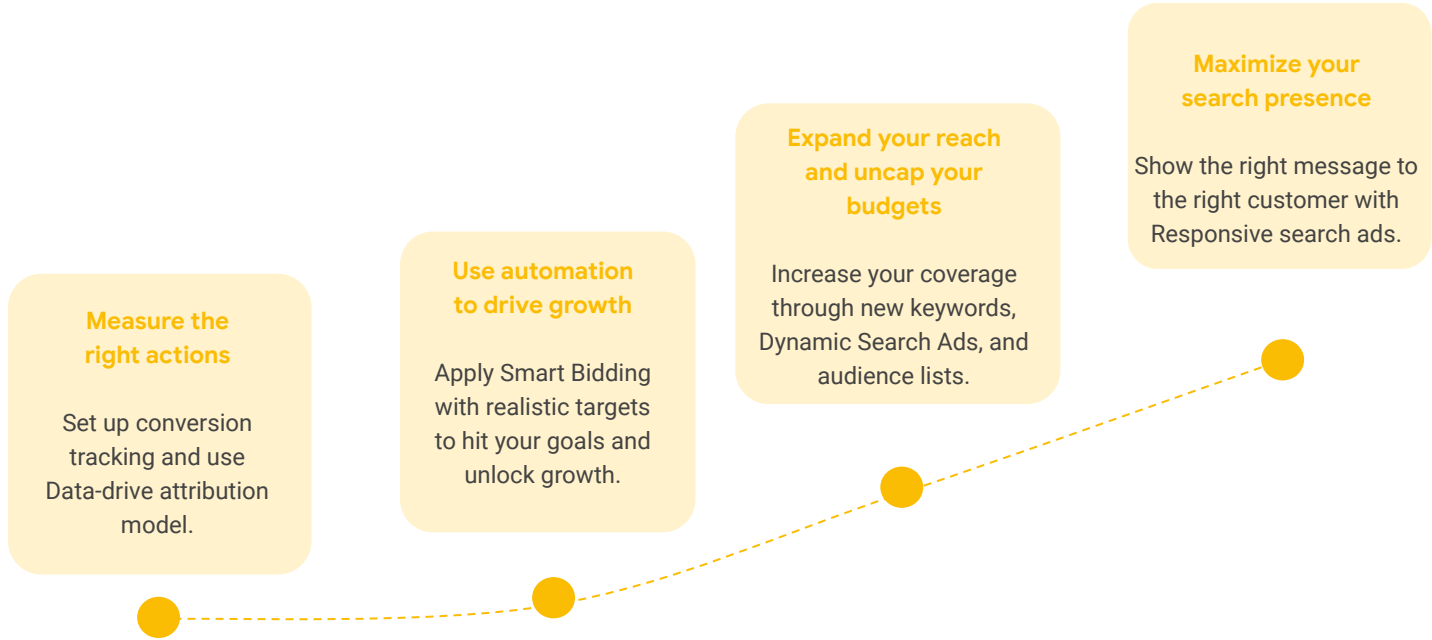 Measure the
right actions
Set up conversion
tracking and use
Data-drive attribution
model.
Use automation
to drive growth
Apply Smart Bidding
with realistic targets
to hit your goals and
unlock growth.
Expand your reach
and uncap your
budgets
Increase your coverage
through new keywords,
Dynamic Search Ads, and
audience lists.
Maximize your
search presence
Show the right message to
the right customer with
Responsive search ads.